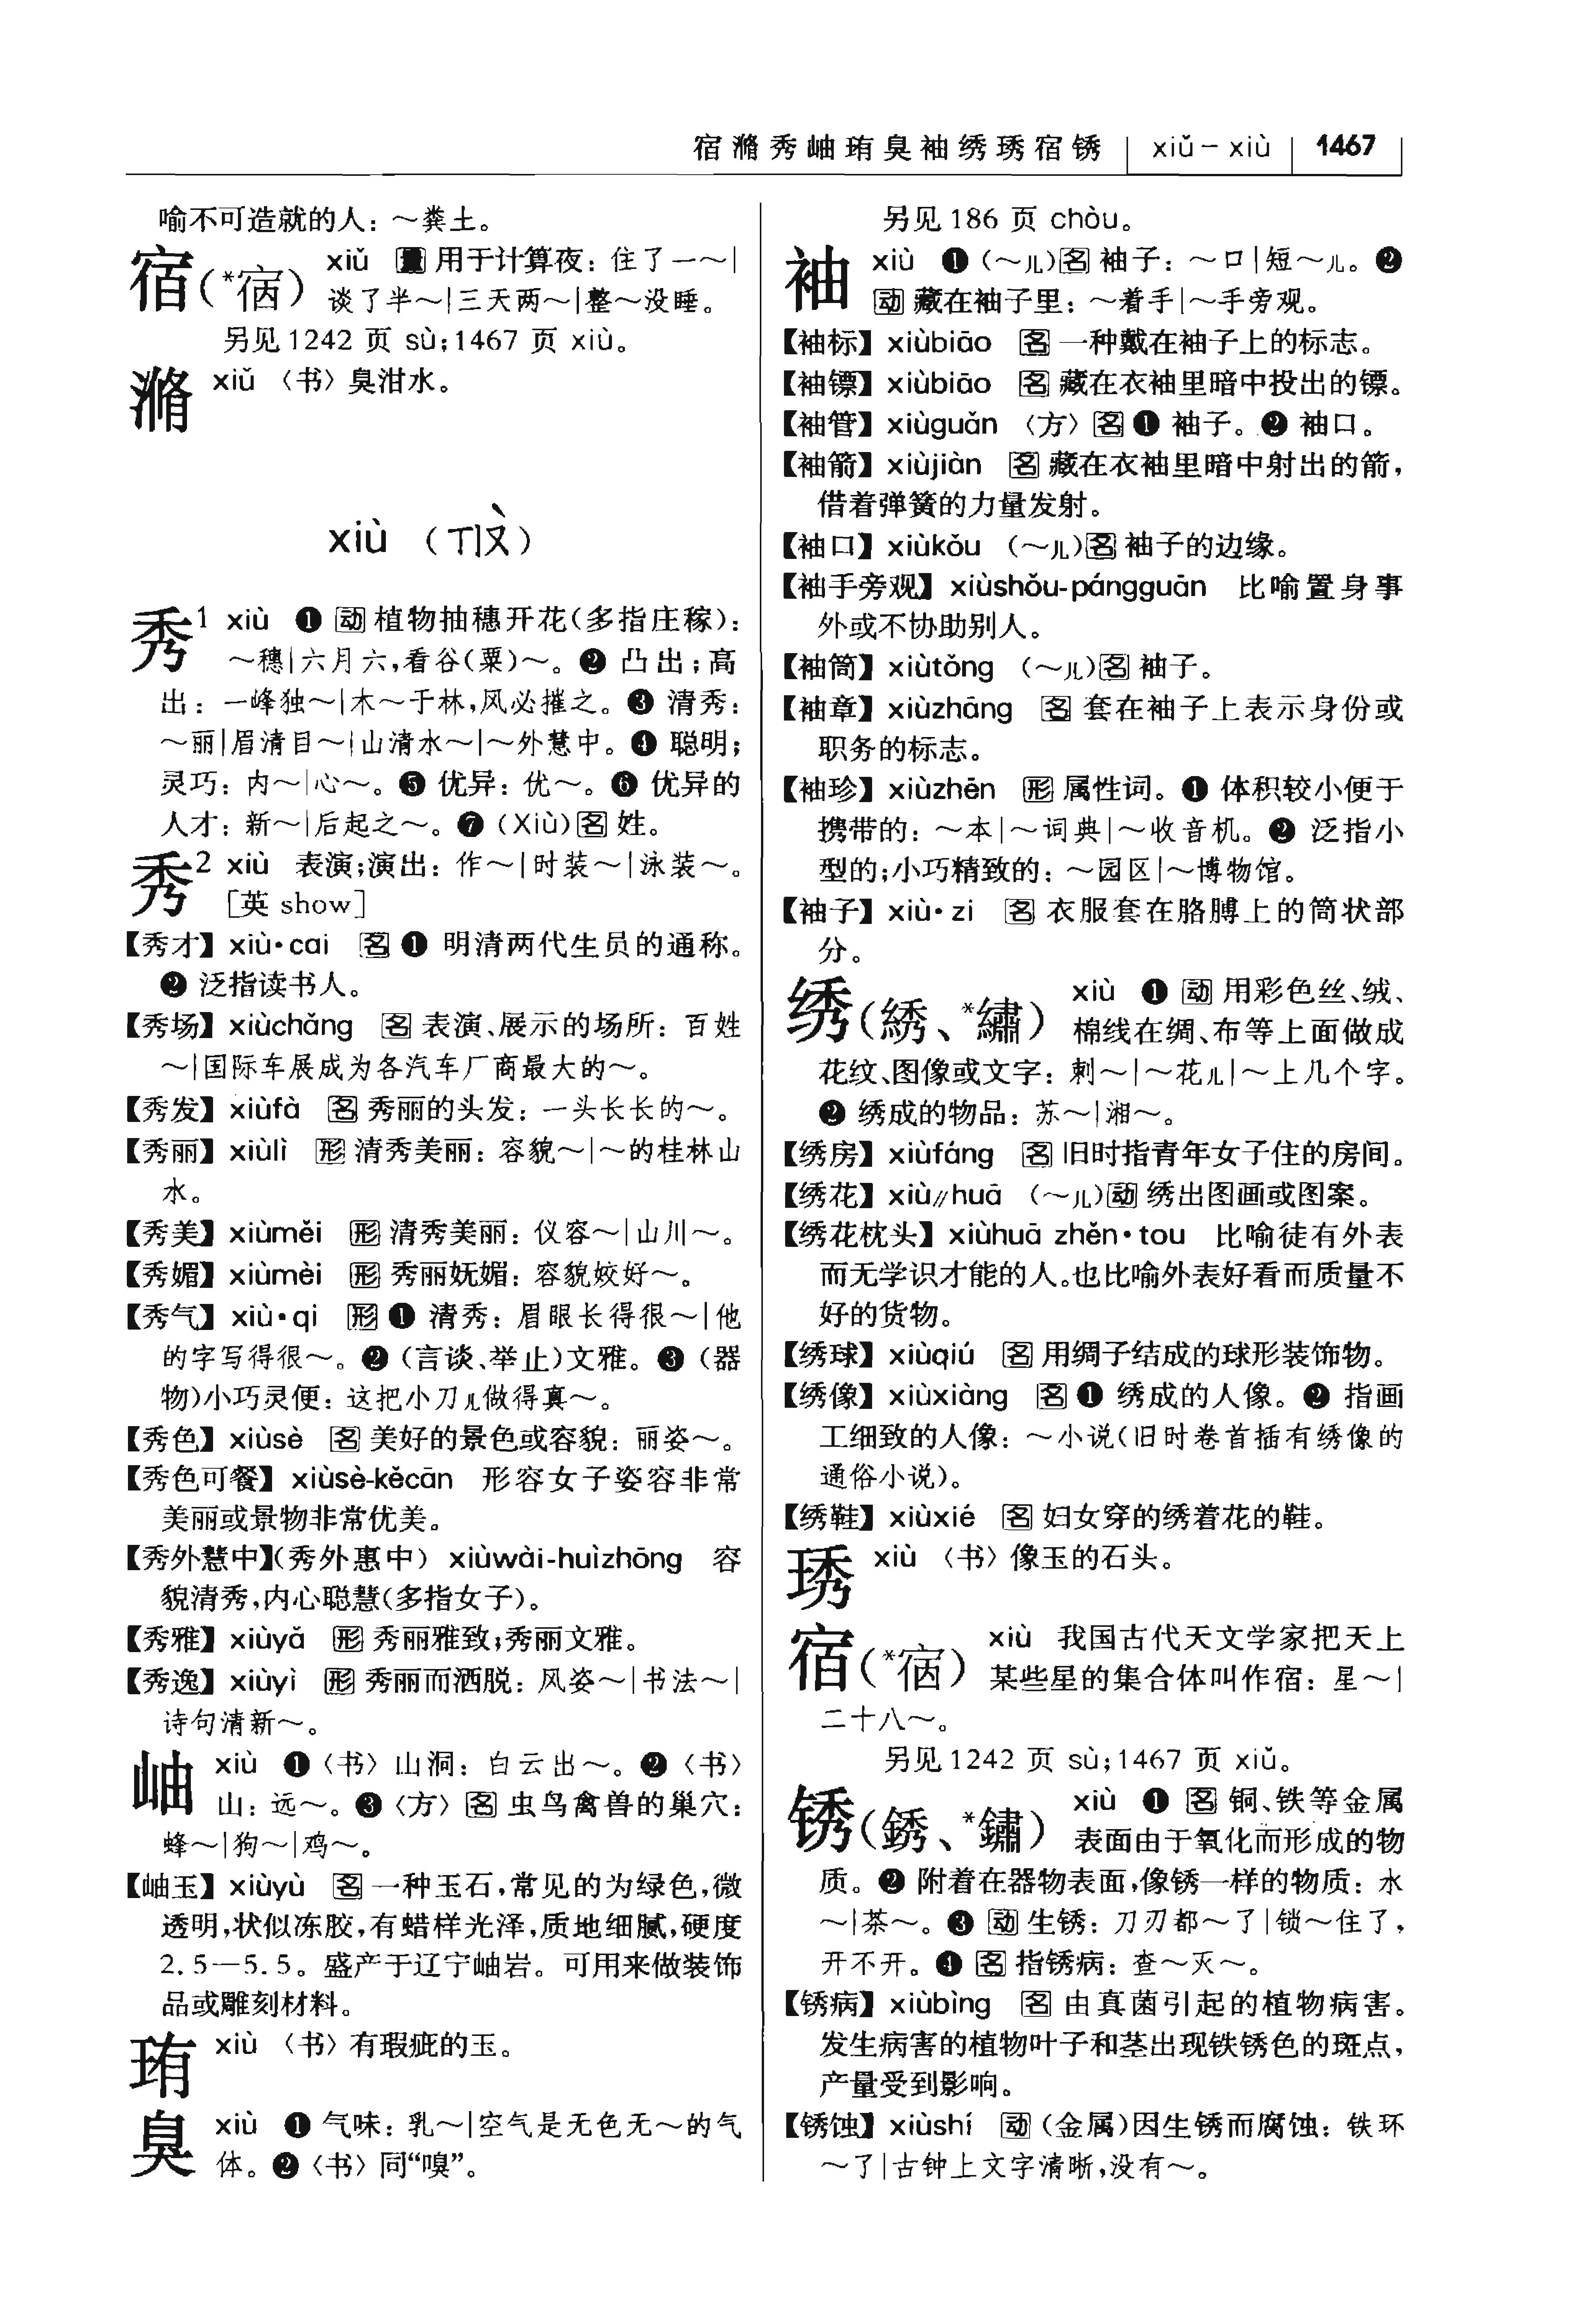 宿滫秀岫珛臭袖绣琇宿锈 xiǔ－xiù 1467
喻不可造就的人：～粪土。
宿(*㝛) xiǔ 量 用于计算夜：住了一～|
谈了半～|三天两～|整～没睡。
另见1242 页 sù；1467 页 xiù。
滫 xiǔ 〈书〉臭泔水。
xiù （ㄒㄧㄡˋ）
秀1 xiù ❶ 动 植物抽穗开花（多指庄稼）：
～穗|六月六，看谷（粟）～。❷ 凸出；高
出：一峰独～|木～于林，风必摧之。❸ 清秀：
～丽|眉清目～|山清水～|～外慧中。❹ 聪明；
灵巧：内～|心～。❺ 优异：优～。❻ 优异的
人才：新～|后起之～。❼（Xiù）名 姓。
秀2 xiù 表演；演出：作～|时装～|泳装～。
［英 show］
【秀才】xiù·cai 名 ❶ 明清两代生员的通称。
❷ 泛指读书人。
【秀场】xiùchǎng 名 表演、展示的场所：百姓
～|国际车展成为各汽车厂商最大的～。
【秀发】xiùfà 名 秀丽的头发：一头长长的～。
【秀丽】xiùlì 形 清秀美丽：容貌～|～的桂林山
水。
【秀美】xiùměi 形 清秀美丽：仪容～|山川～。
【秀媚】xiùmèi 形 秀丽妩媚：容貌姣好～。
【秀气】xiù·qi 形 ❶ 清秀：眉眼长得很～|他
的字写得很～。❷（言谈、举止）文雅。❸（器
物）小巧灵便：这把小刀儿做得真～。
【秀色】xiùsè 名 美好的景色或容貌：丽姿～。
【秀色可餐】xiùsè-kěcān 形容女子姿容非常
美丽或景物非常优美。
【秀外慧中】（秀外惠中）xiùwài-huìzhōng 容
貌清秀，内心聪慧（多指女子）。
【秀雅】xiùyǎ 形 秀丽雅致；秀丽文雅。
【秀逸】xiùyì 形 秀丽而洒脱：风姿～|书法～|
诗句清新～。
岫 xiù ❶〈书〉山洞：白云出～。❷〈书〉
山：远～。❸〈方〉名 虫鸟禽兽的巢穴：
蜂～|狗～|鸡～。
【岫玉】xiùyù 名 一种玉石，常见的为绿色，微
透明，状似冻胶，有蜡样光泽，质地细腻，硬度
2.5—5.5。盛产于辽宁岫岩。可用来做装饰
品或雕刻材料。
珛 xiù 〈书〉有瑕疵的玉。
臭 xiù ❶ 气味：乳～|空气是无色无～的气
体。❷〈书〉同“嗅”。
另见186 页 chòu。
袖 xiù ❶（～儿）名 袖子：～口|短～儿。❷
动 藏在袖子里：～着手|～手旁观。
【袖标】xiùbiāo 名 一种戴在袖子上的标志。
【袖镖】xiùbiāo 名 藏在衣袖里暗中投出的镖。
【袖管】xiùguǎn 〈方〉名 ❶ 袖子。❷ 袖口。
【袖箭】xiùjiàn 名 藏在衣袖里暗中射出的箭，
借着弹簧的力量发射。
【袖口】xiùkǒu （～儿）名 袖子的边缘。
【袖手旁观】xiùshǒu-pángguān 比喻置身事
外或不协助别人。
【袖筒】xiùtǒng （～儿）名 袖子。
【袖章】xiùzhāng 名 套在袖子上表示身份或
职务的标志。
【袖珍】xiùzhēn 形 属性词。❶ 体积较小便于
携带的：～本|～词典|～收音机。❷ 泛指小
型的；小巧精致的：～园区|～博物馆。
【袖子】xiù·zi 名 衣服套在胳膊上的筒状部
分。
绣（綉、*繡） xiù ❶ 动 用彩色丝、绒、
棉线在绸、布等上面做成
花纹、图像或文字：刺～|～花儿|～上几个字。
❷ 绣成的物品：苏～|湘～。
【绣房】xiùfáng 名 旧时指青年女子住的房间。
【绣花】xiù∥huā （～儿）动 绣出图画或图案。
【绣花枕头】xiùhuā zhěn·tou 比喻徒有外表
而无学识才能的人。也比喻外表好看而质量不
好的货物。
【绣球】xiùqiú 名 用绸子结成的球形装饰物。
【绣像】xiùxiàng 名 ❶ 绣成的人像。❷ 指画
工细致的人像：～小说（旧时卷首插有绣像的
通俗小说）。
【绣鞋】xiùxié 名 妇女穿的绣着花的鞋。
琇 xiù 〈书〉像玉的石头。
宿（*㝛） xiù 我国古代天文学家把天上
某些星的集合体叫作宿：星～|
二十八～。
另见1242 页 sù；1467 页 xiǔ。
锈（銹、*鏽） xiù ❶ 名 铜、铁等金属
表面由于氧化而形成的物
质。❷ 附着在器物表面，像锈一样的物质：水
～|茶～。❸ 动 生锈：刀刃都～了|锁～住了，
开不开。❹ 名 指锈病：查～灭～。
【锈病】xiùbìng 名 由真菌引起的植物病害。
发生病害的植物叶子和茎出现铁锈色的斑点，
产量受到影响。
【锈蚀】xiùshí 动（金属）因生锈而腐蚀：铁环
～了|古钟上文字清晰，没有～。